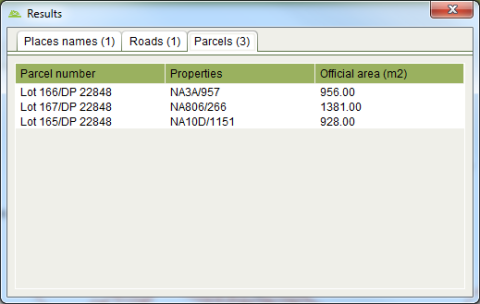 Results
Places names (1) Roads (1) Parcels (3)
Parcel number Properties Official area (m2)
Lot 166/DP 22848 NA3A/957 956.00
Lot 167/DP 22848 NA806/266 1381.00
Lot 165/DP 22848 NA10D/1151 928.00